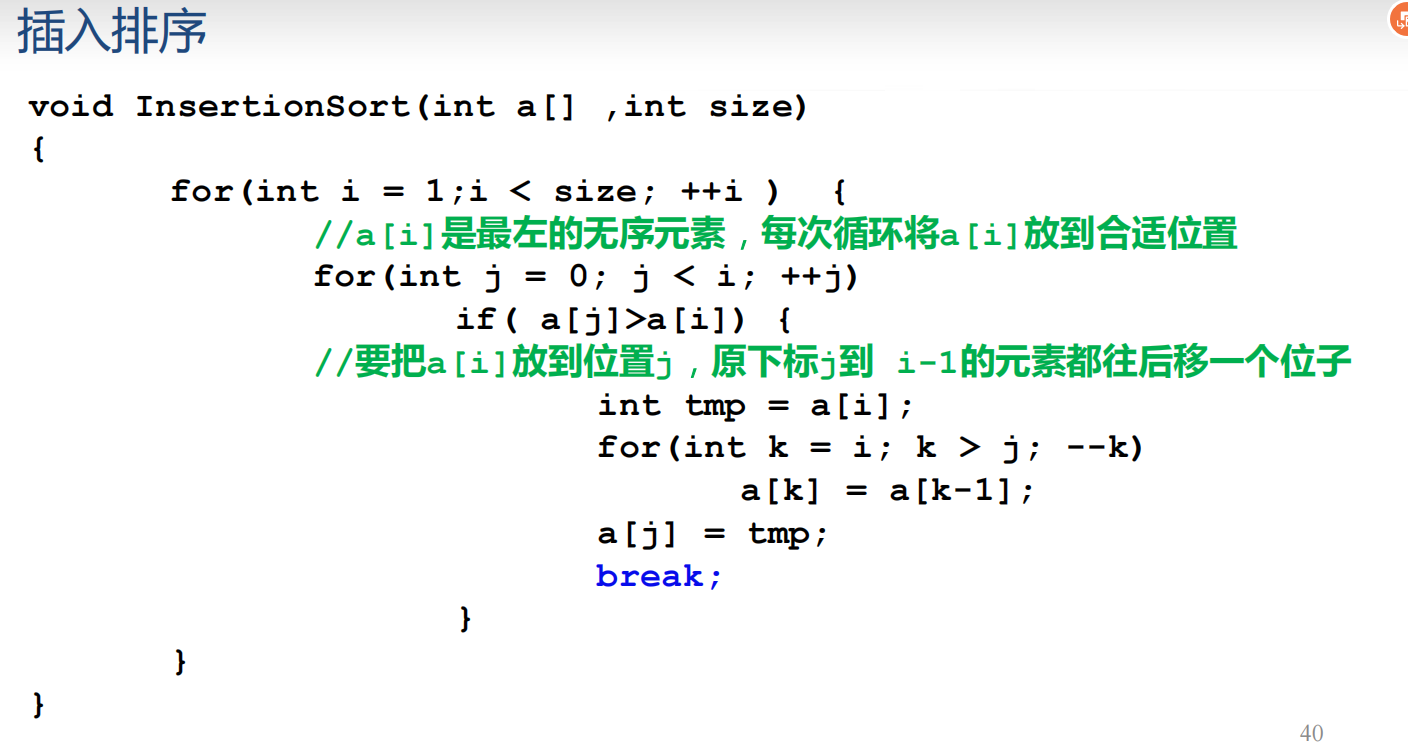 插入排序
void InsertionSort(int a[] ,int size)
{
for(int i = 1;i < size; ++i ) {
//a[i]是最左的无序元素，每次循环将a[i]放到合适位置
for(int j = 0; j < i; ++j)
if( a[j]>a[i]) {
//要把a[i]放到位置j，原下标j到 i-1的元素都往后移一个位子
int tmp = a[i];
for(int k = i; k > j; --k)
a[k] = a[k-1];
a[j] = tmp;
break;
}
}
}
40